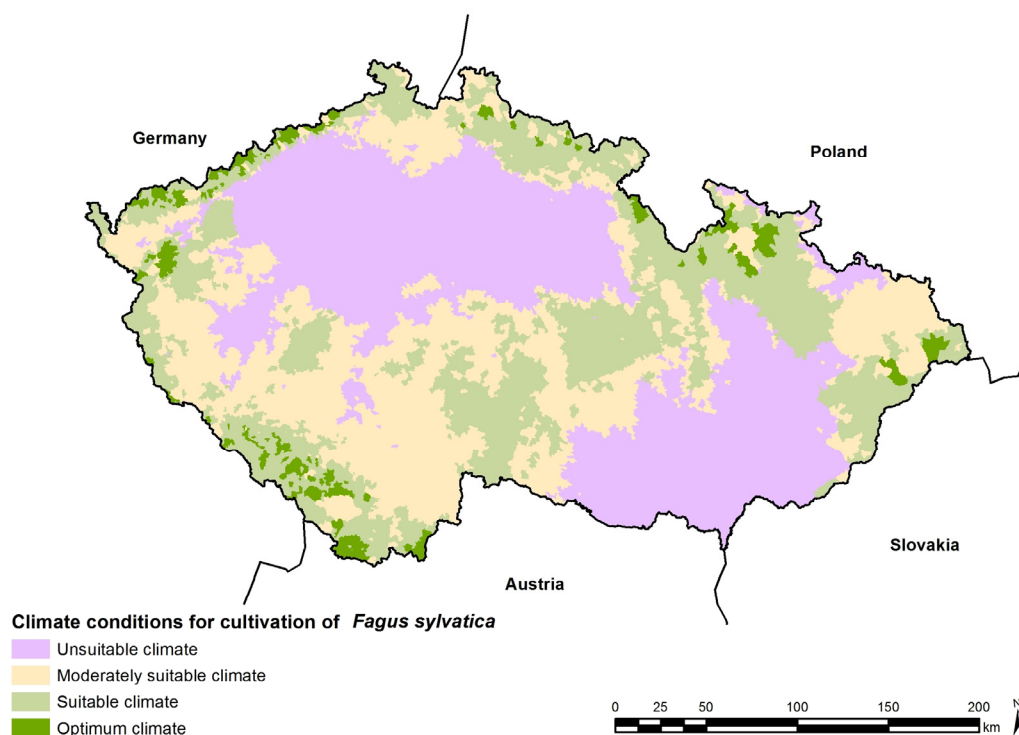 Germany
Poland
Slovakia
Austria
Climate conditions for cultivation of Fagus sylvatica
Unsuitable climate
Moderately suitable climate
Suitable climate
Optimum climate
0 25 50 100 150 200
km
N